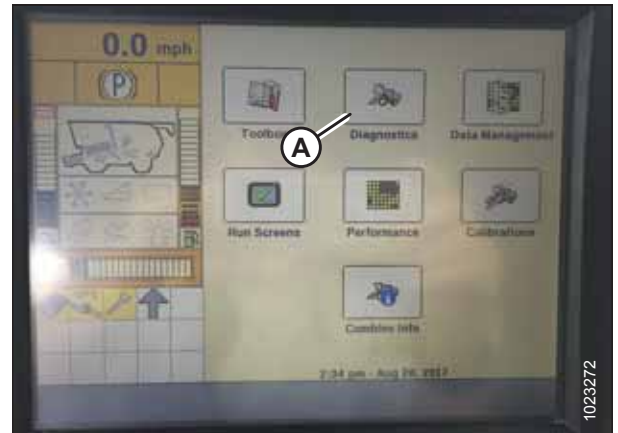 0.0 mph
(P)
Toolbox
Diagnostics
Data Management
A
Run Screens
Performance
Calibrations
Combine Info
2:34 pm - Aug 24, 2017
1023272